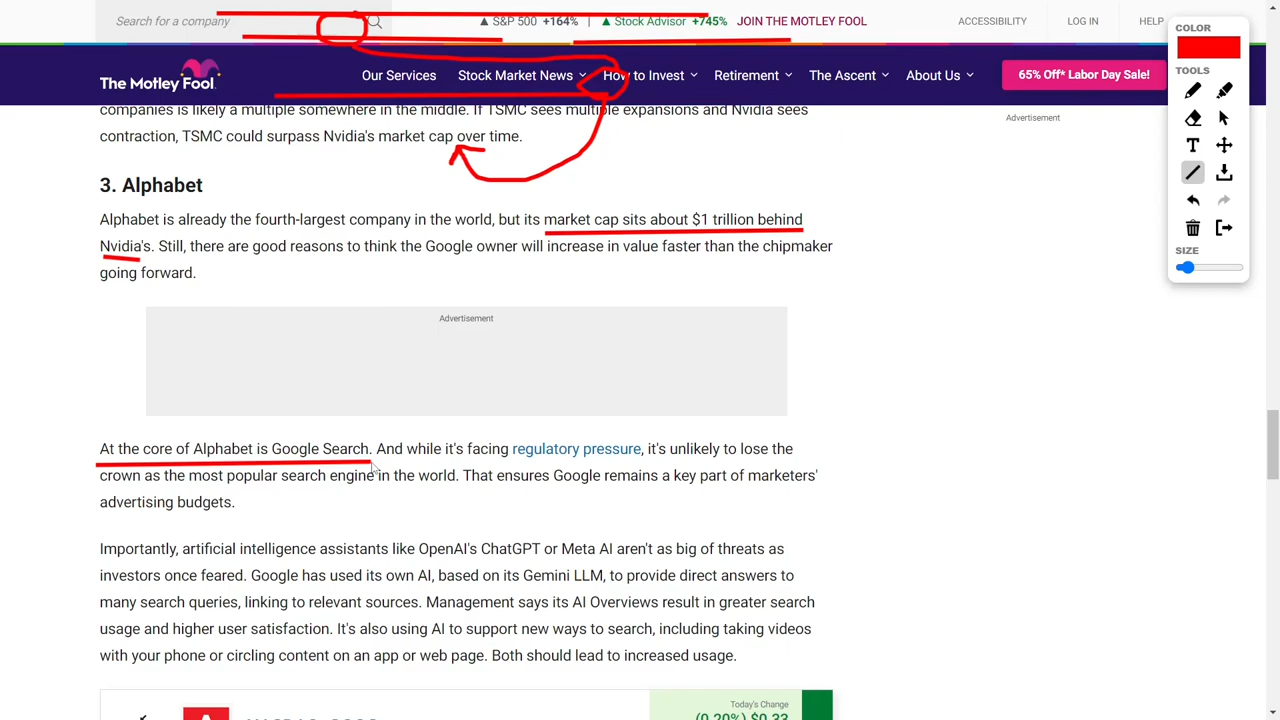 Search for a company
▲ S&P 500 +164% | ▲ Stock Advisor +745% JOIN THE MOTLEY FOOL
ACCESSIBILITY LOG IN HELP
The Motley Fool
Our Services Stock Market News How to Invest Retirement The Ascent About Us
65% Off* Labor Day Sale!
COLOR
TOOLS
T
SIZE
companies is likely a multiple somewhere in the middle. If TSMC sees multiple expansions and Nvidia sees
contraction, TSMC could surpass Nvidia's market cap over time.
Advertisement
3. Alphabet
Alphabet is already the fourth-largest company in the world, but its market cap sits about $1 trillion behind
Nvidia's. Still, there are good reasons to think the Google owner will increase in value faster than the chipmaker
going forward.
Advertisement
At the core of Alphabet is Google Search. And while it's facing regulatory pressure, it's unlikely to lose the
crown as the most popular search engine in the world. That ensures Google remains a key part of marketers'
advertising budgets.
Importantly, artificial intelligence assistants like OpenAI's ChatGPT or Meta AI aren't as big of threats as
investors once feared. Google has used its own AI, based on its Gemini LLM, to provide direct answers to
many search queries, linking to relevant sources. Management says its AI Overviews result in greater search
usage and higher user satisfaction. It's also using AI to support new ways to search, including taking videos
with your phone or circling content on an app or web page. Both should lead to increased usage.
Today's Change
(0.20%) $0.33